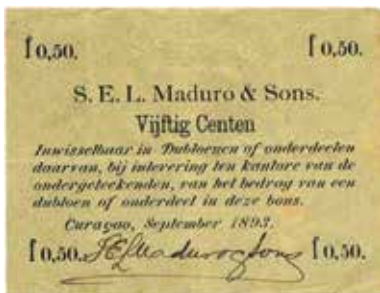 f 0,50. f 0,50.
S. E. L. Maduro & Sons.
Vijftig Centen
Inwisselbaar in Dubloenen of onderdeelen
daarvan, bij inlevering ten kantore van de
ondergeteekenden, van het bedrag van een
dubloen of onderdeel in deze bons.
Curaçao, September 1892.
f 0,50. S E L Maduro & Sons f 0,50.